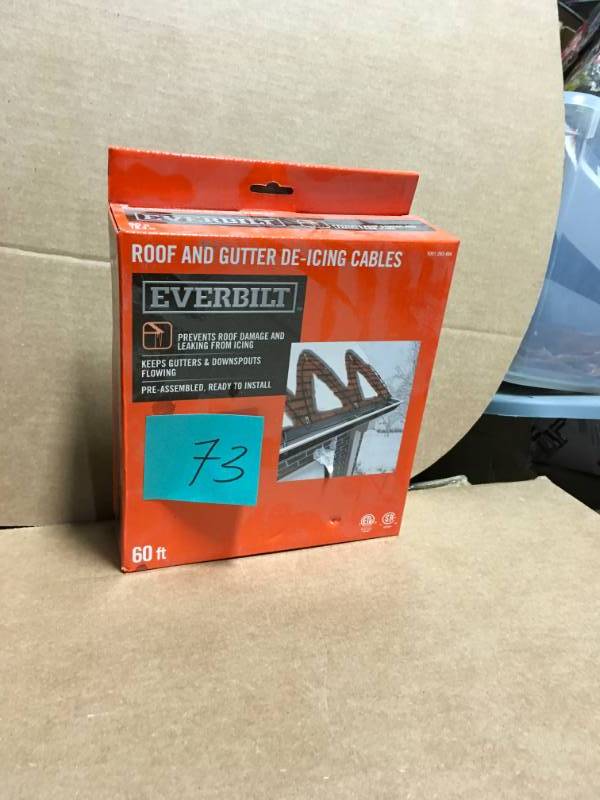 EVERBILT
ROOF AND GUTTER DE-ICING CABLES
EVERBILT
PREVENTS ROOF DAMAGE AND
LEAKING FROM ICING
KEEPS GUTTERS & DOWNSPOUTS
FLOWING
PRE-ASSEMBLED, READY TO INSTALL
73
60 ft